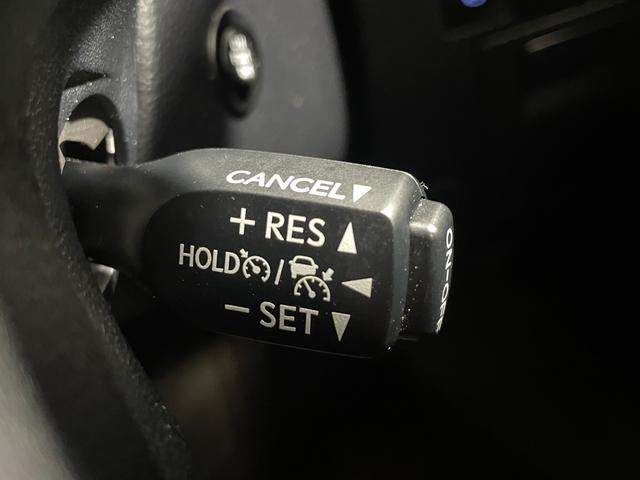 CANCEL▼
+ RES ▲
HOLD / ◀
− SET ▼
ON-OFF